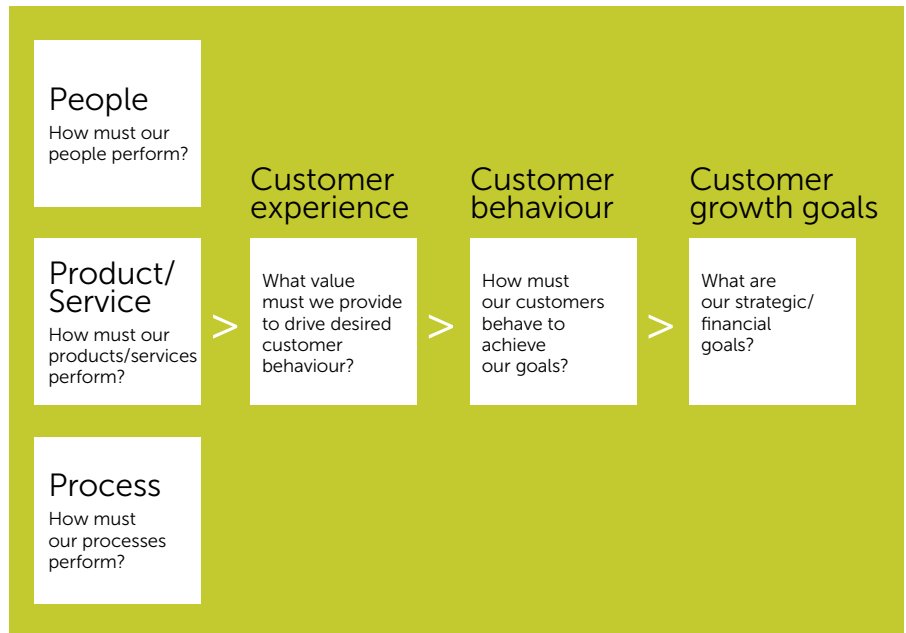 People
How must our
people perform?
Product/
Service
How must our
products/services
perform?
Process
How must
our processes
perform?
>
Customer
experience
What value
must we provide
to drive desired
customer
behaviour?
>
Customer
behaviour
How must
our customers
behave to
achieve
our goals?
>
Customer
growth goals
What are
our strategic/
financial
goals?